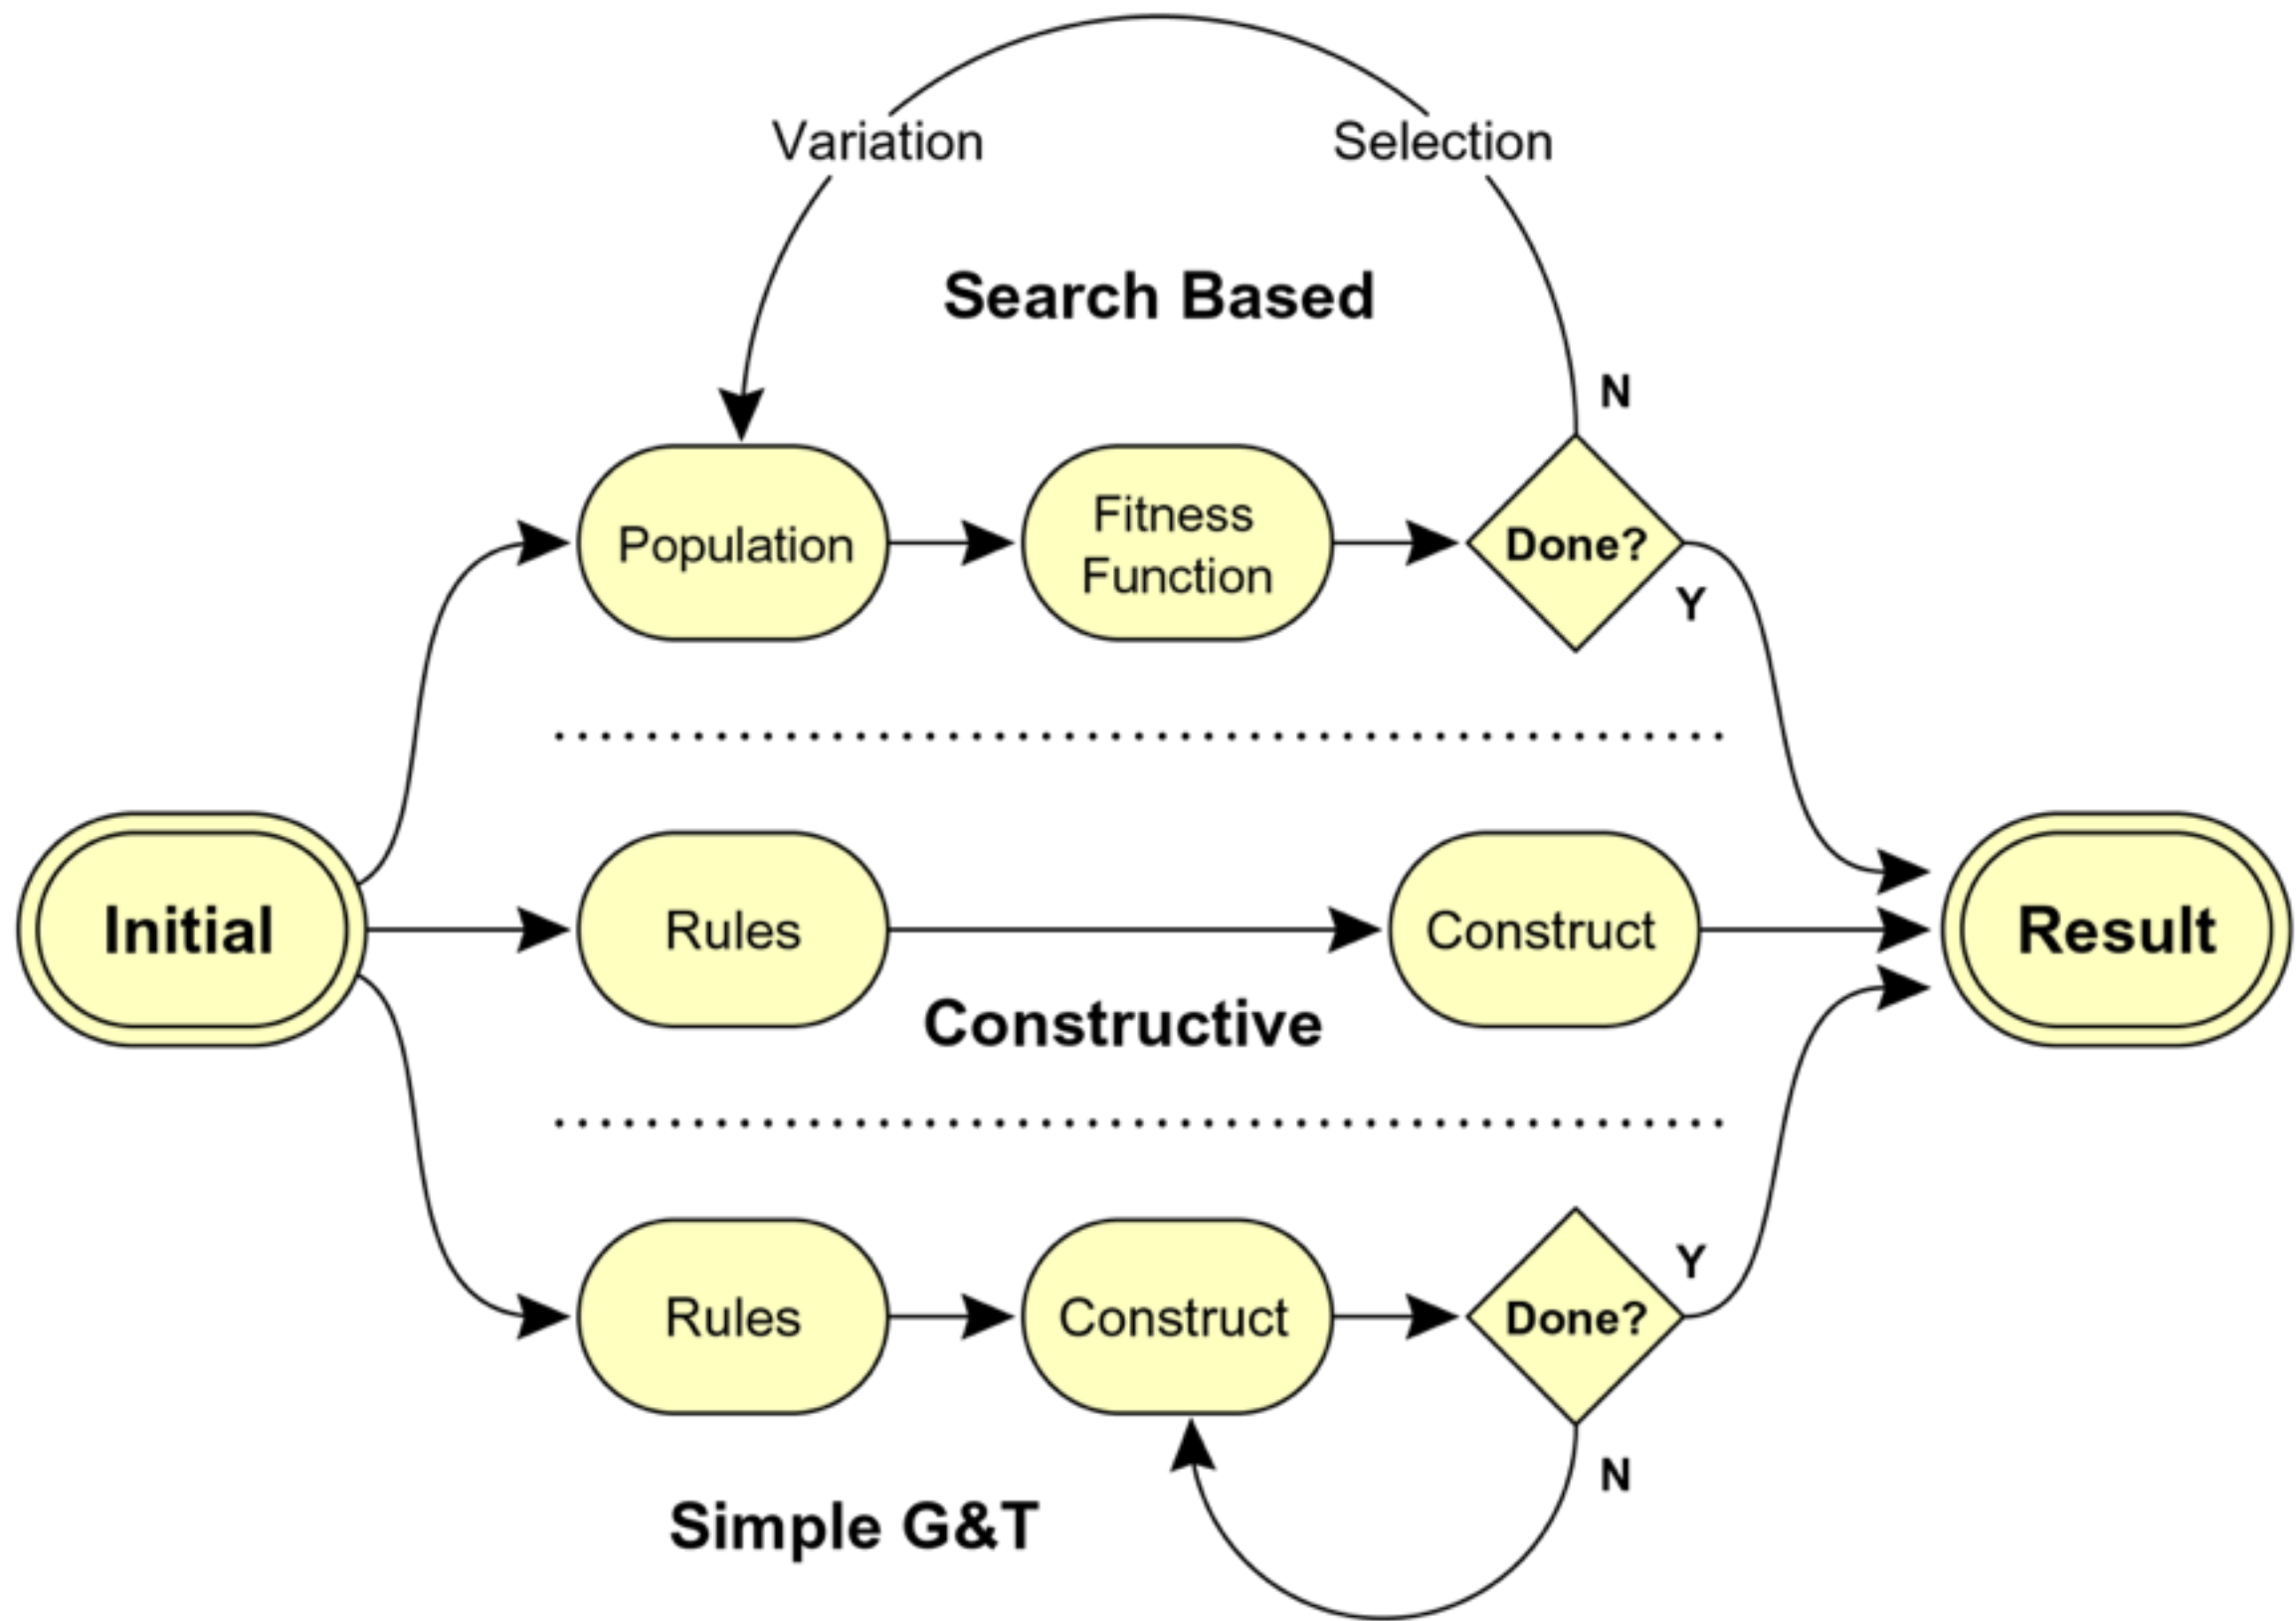 Variation
Selection
Search Based
N
Population
Fitness
Function
Done?
Y
Initial
Rules
Construct
Result
Constructive
Rules
Construct
Done?
Y
N
Simple G&T